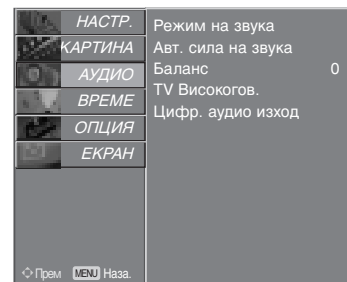 НАСТР.
КАРТИНА
АУДИО
ВРЕМЕ
ОПЦИЯ
ЕКРАН
Прем MENU Наза.
Режим на звука
Авт. сила на звука
Баланс 0
TV Високогов.
Цифр. аудио изход